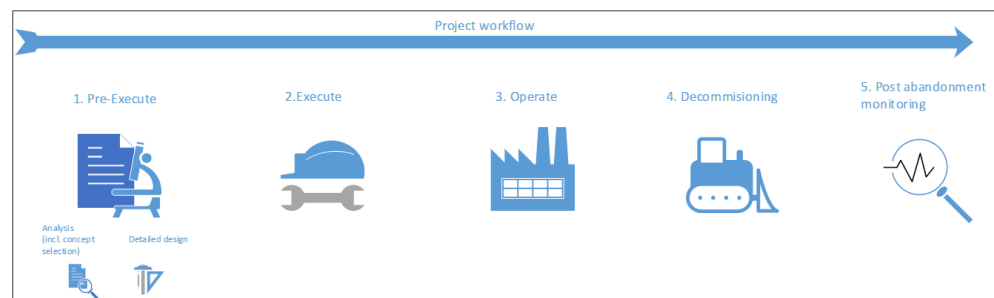 Project workflow
1. Pre-Execute
2.Execute
3. Operate
4. Decommisioning
5. Post abandonment
monitoring
Analysis
(incl. concept
selection)
Detailed design